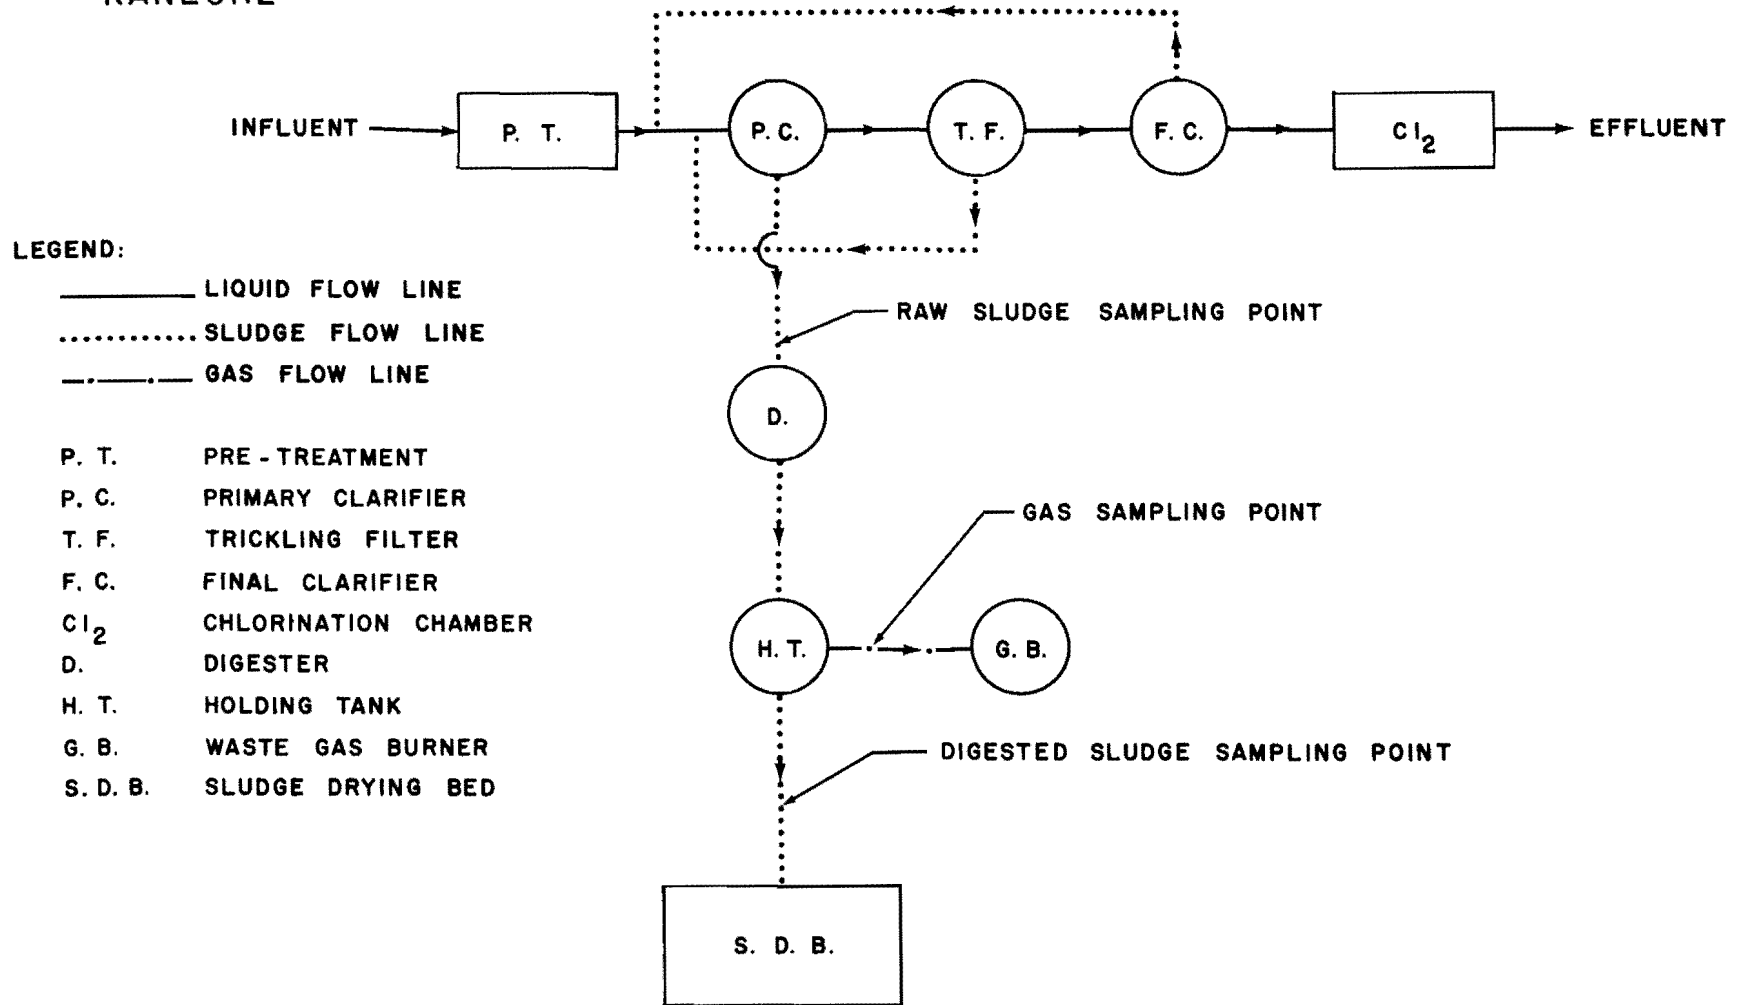 INFLUENT
P. T.
P. C.
T. F.
F. C.
Cl2
EFFLUENT
LEGEND:
LIQUID FLOW LINE
SLUDGE FLOW LINE
GAS FLOW LINE
P. T. PRE-TREATMENT
P. C. PRIMARY CLARIFIER
T. F. TRICKLING FILTER
F. C. FINAL CLARIFIER
Cl2 CHLORINATION CHAMBER
D. DIGESTER
H. T. HOLDING TANK
G. B. WASTE GAS BURNER
S. D. B. SLUDGE DRYING BED
RAW SLUDGE SAMPLING POINT
D.
GAS SAMPLING POINT
H. T.
G. B.
DIGESTED SLUDGE SAMPLING POINT
S. D. B.